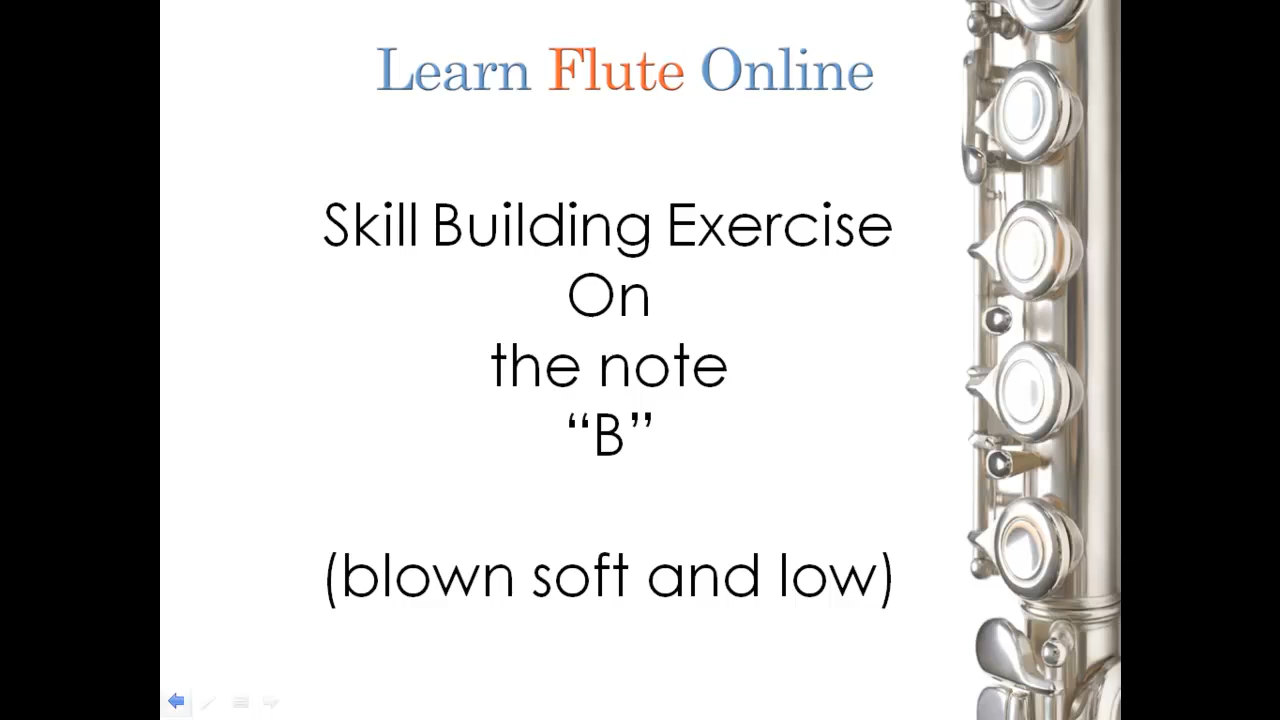 Learn Flute Online
Skill Building Exercise
On
the note
“B”
(blown soft and low)